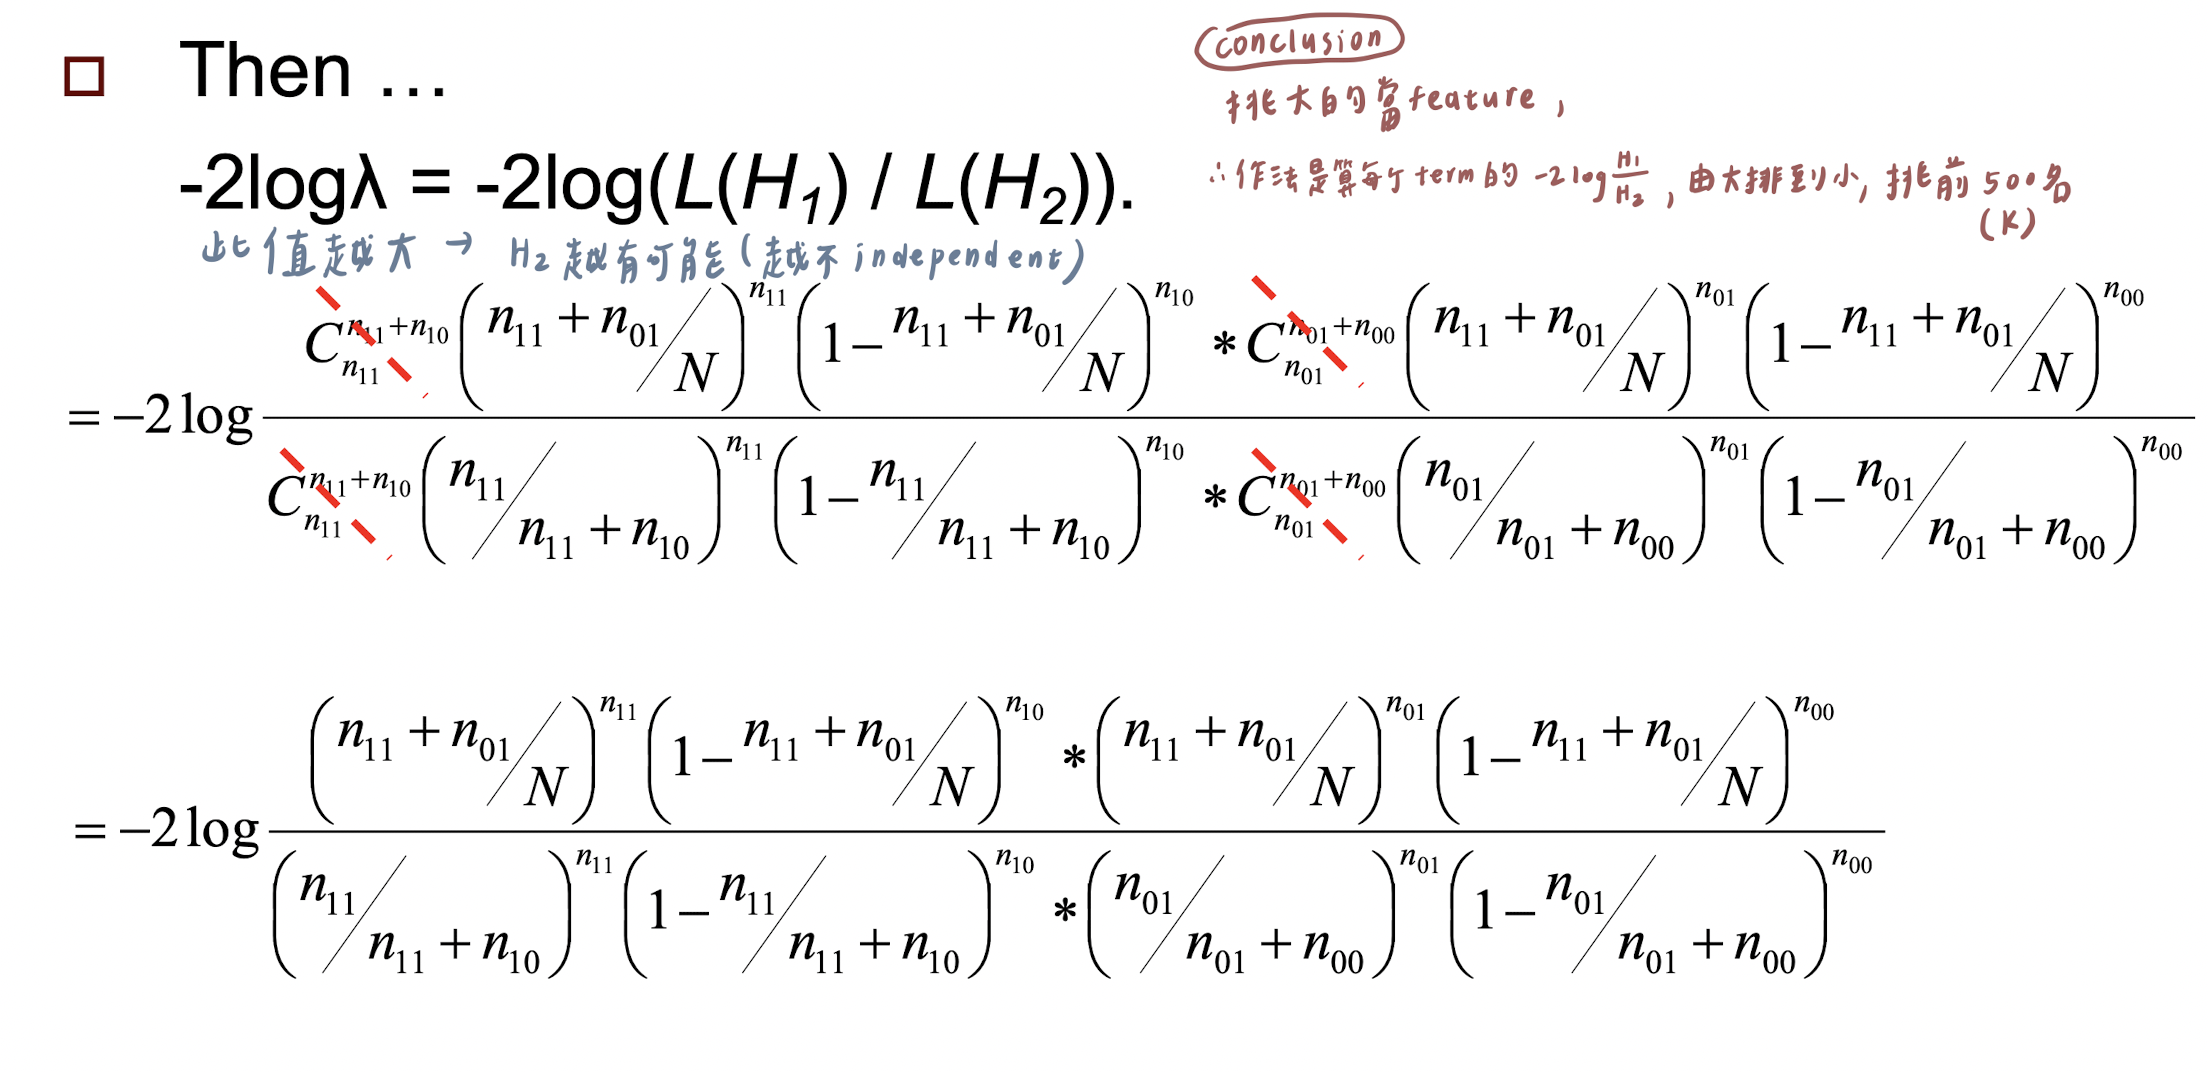 conclusion
Then …
挑大的當feature,
-2logλ = -2log(L(H₁) / L(H₂)).
∴作法是算每个term的 -2log H₁/H₂, 由大排到小, 挑前500名
(K)
此值越大 → H₂ 越有可能(越不independent)
= −2 log
C^{n₁₁+n₁₀}_{n₁₁} (n₁₁ + n₀₁ / N)^{n₁₁} (1 − n₁₁ + n₀₁ / N)^{n₁₀} * C^{n₀₁+n₀₀}_{n₀₁} (n₁₁ + n₀₁ / N)^{n₀₁} (1 − n₁₁ + n₀₁ / N)^{n₀₀}
C^{n₁₁+n₁₀}_{n₁₁} (n₁₁ / n₁₁ + n₁₀)^{n₁₁} (1 − n₁₁ / n₁₁ + n₁₀)^{n₁₀} * C^{n₀₁+n₀₀}_{n₀₁} (n₀₁ / n₀₁ + n₀₀)^{n₀₁} (1 − n₀₁ / n₀₁ + n₀₀)^{n₀₀}
= −2 log
(n₁₁ + n₀₁ / N)^{n₁₁} (1 − n₁₁ + n₀₁ / N)^{n₁₀} * (n₁₁ + n₀₁ / N)^{n₀₁} (1 − n₁₁ + n₀₁ / N)^{n₀₀}
(n₁₁ / n₁₁ + n₁₀)^{n₁₁} (1 − n₁₁ / n₁₁ + n₁₀)^{n₁₀} * (n₀₁ / n₀₁ + n₀₀)^{n₀₁} (1 − n₀₁ / n₀₁ + n₀₀)^{n₀₀}